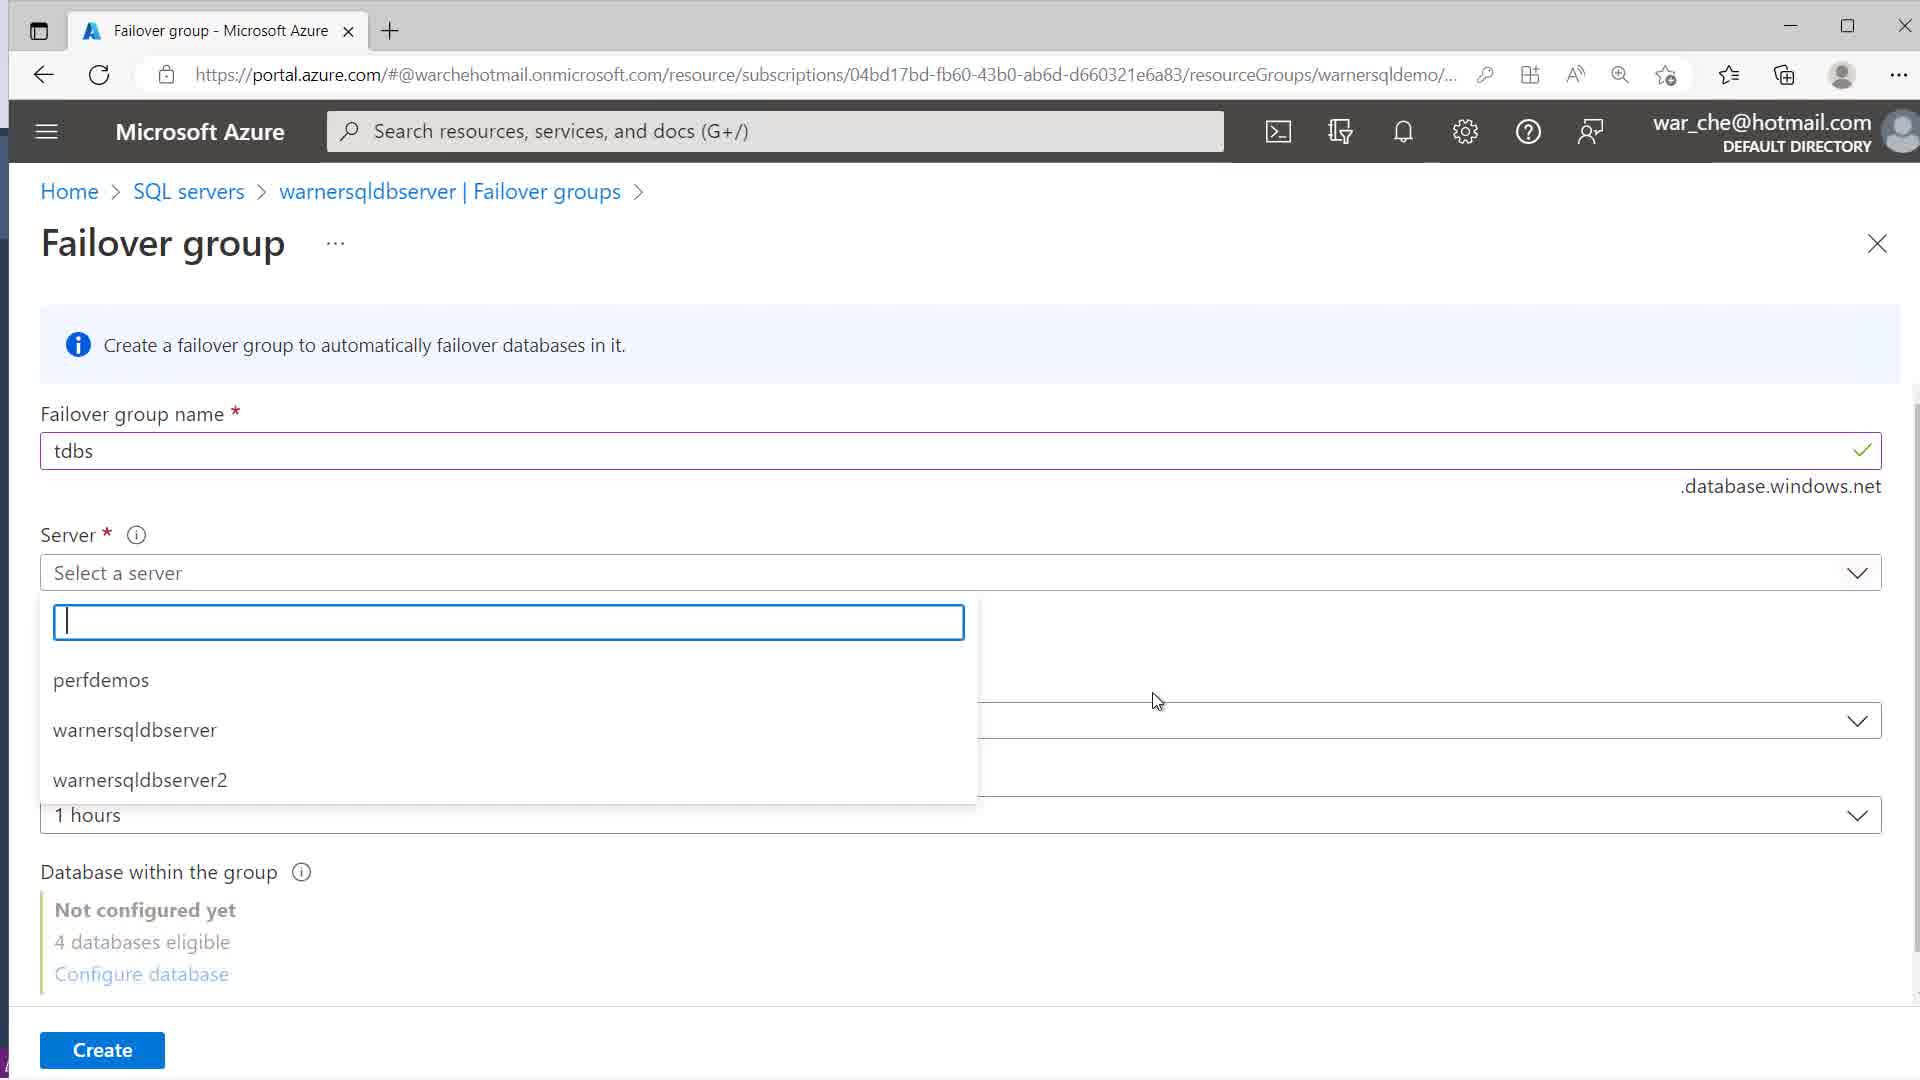 Failover group - Microsoft Azure
https://portal.azure.com/#@warchehotmail.onmicrosoft.com/resource/subscriptions/04bd17bd-fb60-43b0-ab6d-d660321e6a83/resourceGroups/warnersqldemo/...
Microsoft Azure
Search resources, services, and docs (G+/)
war_che@hotmail.com
DEFAULT DIRECTORY
Home > SQL servers > warnersqldbserver | Failover groups >
Failover group ...
Create a failover group to automatically failover databases in it.
Failover group name *
tdbs
.database.windows.net
Server *
Select a server
perfdemos
warnersqldbserver
warnersqldbserver2
1 hours
Database within the group
Not configured yet
4 databases eligible
Configure database
Create